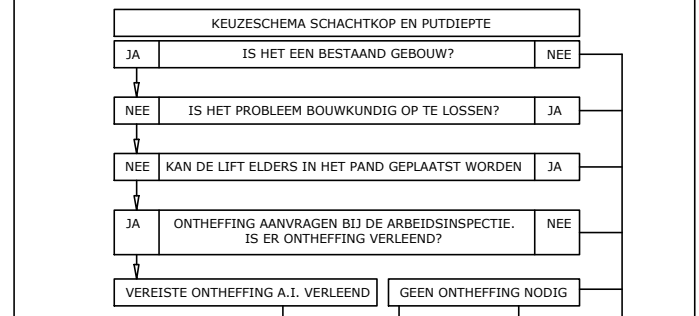 KEUZESCHEMA SCHACHTKOP EN PUTDIEPTE
JA IS HET EEN BESTAAND GEBOUW? NEE
NEE IS HET PROBLEEM BOUWKUNDIG OP TE LOSSEN? JA
NEE KAN DE LIFT ELDERS IN HET PAND GEPLAATST WORDEN JA
JA ONTHEFFING AANVRAGEN BIJ DE ARBEIDSINSPECTIE. NEE
IS ER ONTHEFFING VERLEEND?
VEREISTE ONTHEFFING A.I. VERLEEND GEEN ONTHEFFING NODIG